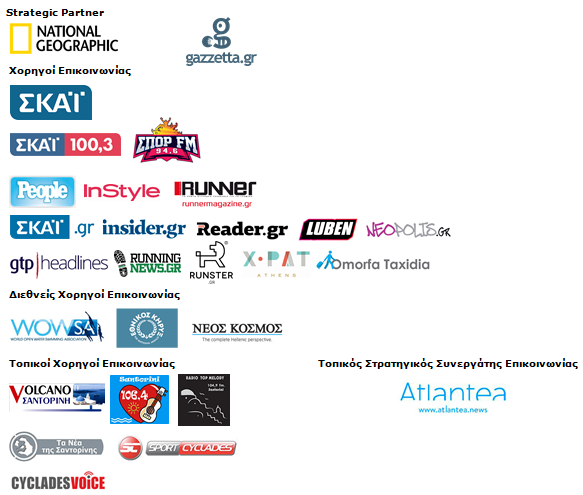 Strategic Partner
NATIONAL
GEOGRAPHIC
gazzetta.gr
Χορηγοί Επικοινωνίας
ΣΚΑΪ
ΣΚΑΪ 100,3
ΣΠΟΡ FM
94.6
People
InStyle
RUNNER
runnermagazine.gr
ΣΚΑΪ .gr
insider.gr
Reader.gr
LUBEN
NEOPOLIS.GR
gtp headlines
RUNNING
NEWS.GR
RUNSTER
.GR
X·PAT
ATHENS
Omorfa Taxidia
Διεθνείς Χορηγοί Επικοινωνίας
WOWSA
WORLD OPEN WATER SWIMMING ASSOCIATION
ΕΘΝΙΚΟΣ ΚΗΡΥΞ
ΝΕΟΣ ΚΟΣΜΟΣ
The complete Hellenic perspective.
Τοπικοί Χορηγοί Επικοινωνίας
Τοπικός Στρατηγικός Συνεργάτης Επικοινωνίας
VOLCANO
ΣΑΝΤΟΡΙΝΗ
Santorini
106.4
RADIO TOP MELODY
104,9 fm
Santorini
Atlantea
www.atlantea.news
Τα Νέα
της Σαντορίνης
SC SPORT CYCLADES
CYCLADESVOICE